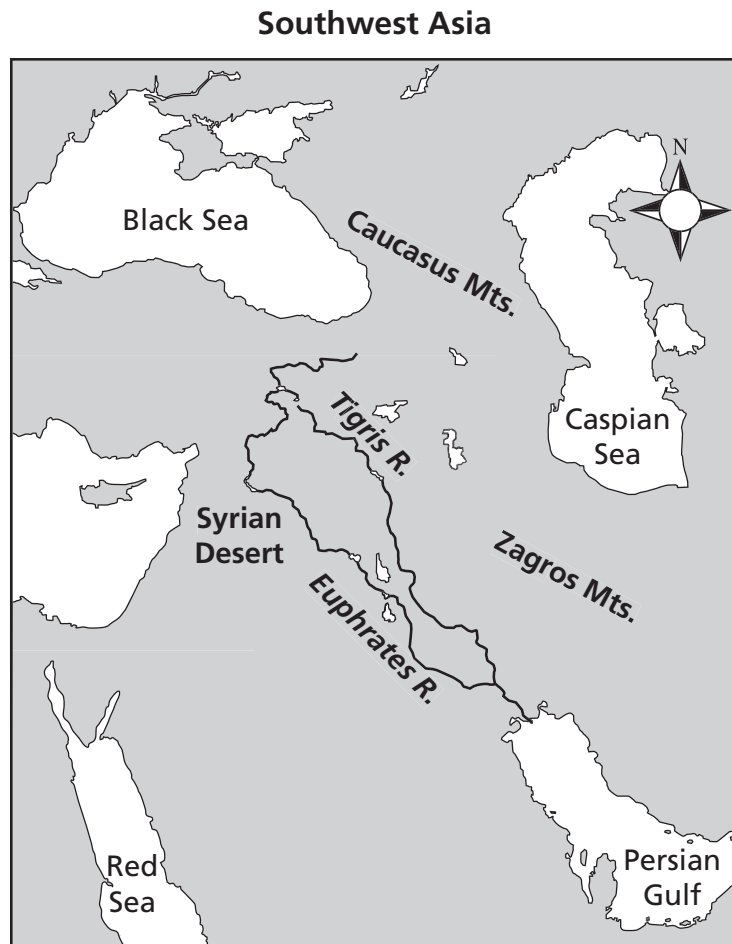 Southwest Asia
N
Black Sea
Caucasus Mts.
Caspian
Sea
Tigris R.
Syrian
Desert
Zagros Mts.
Euphrates R.
Red
Sea
Persian
Gulf